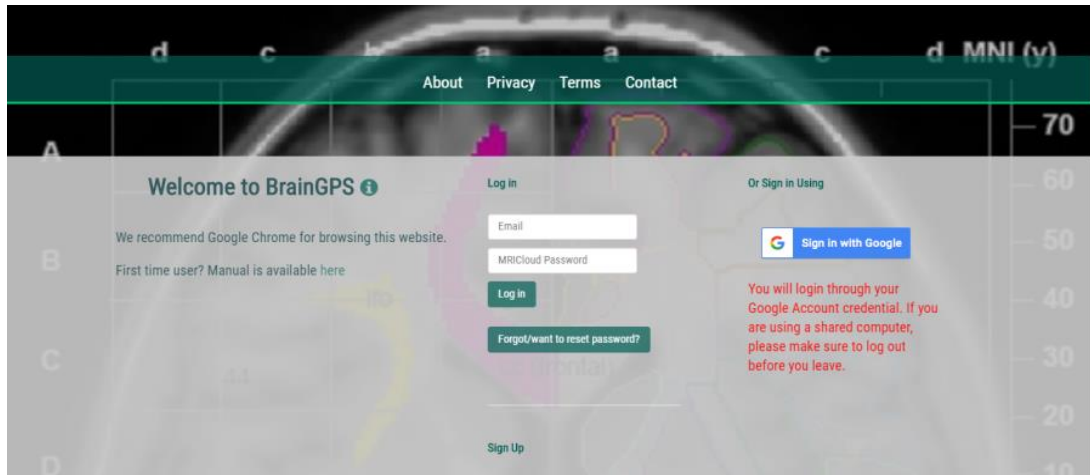 d c b a a b c d MNI (y)
About Privacy Terms Contact
70
A
Welcome to BrainGPS
We recommend Google Chrome for browsing this website.
First time user? Manual is available here
Log in
Email
MRICloud Password
Log in
Forgot/want to reset password?
Sign Up
Or Sign in Using
Sign in with Google
You will login through your
Google Account credential. If you
are using a shared computer,
please make sure to log out
before you leave.
60
50
B
40
C
30
44
20
D
10